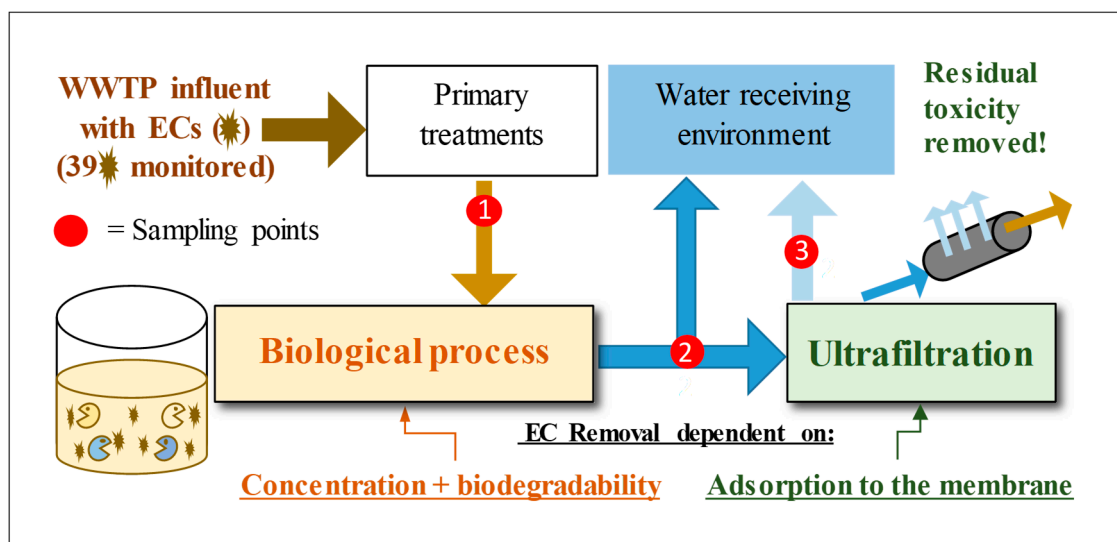 WWTP influent
with ECs ()
(39 monitored)
Primary
treatments
Water receiving
environment
Residual
toxicity
removed!
1
= Sampling points
3
Biological process
2
Ultrafiltration
EC Removal dependent on:
Concentration + biodegradability
Adsorption to the membrane